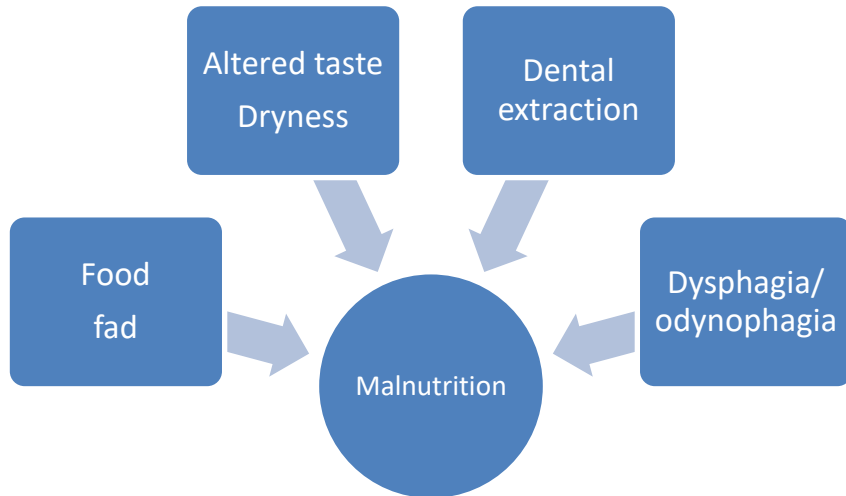 Altered taste
Dryness
Dental
extraction
Food
fad
Dysphagia/
odynophagia
Malnutrition